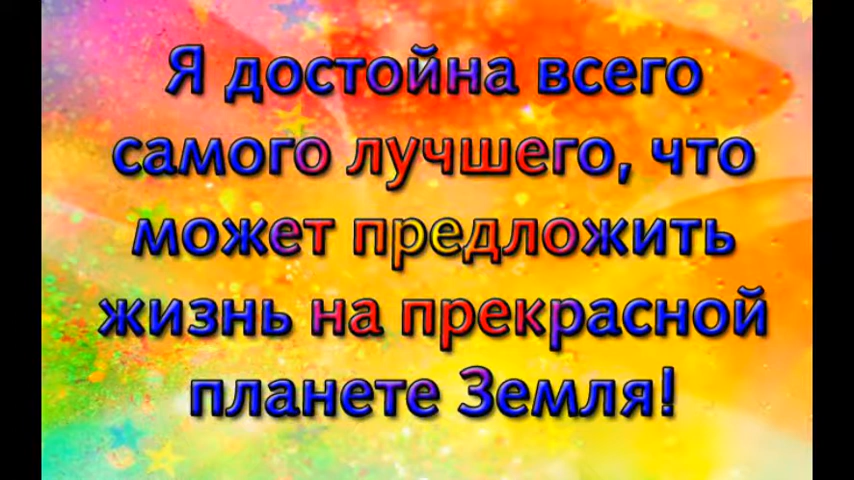 Я достойна всего
самого лучшего, что
может предложить
жизнь на прекрасной
планете Земля!